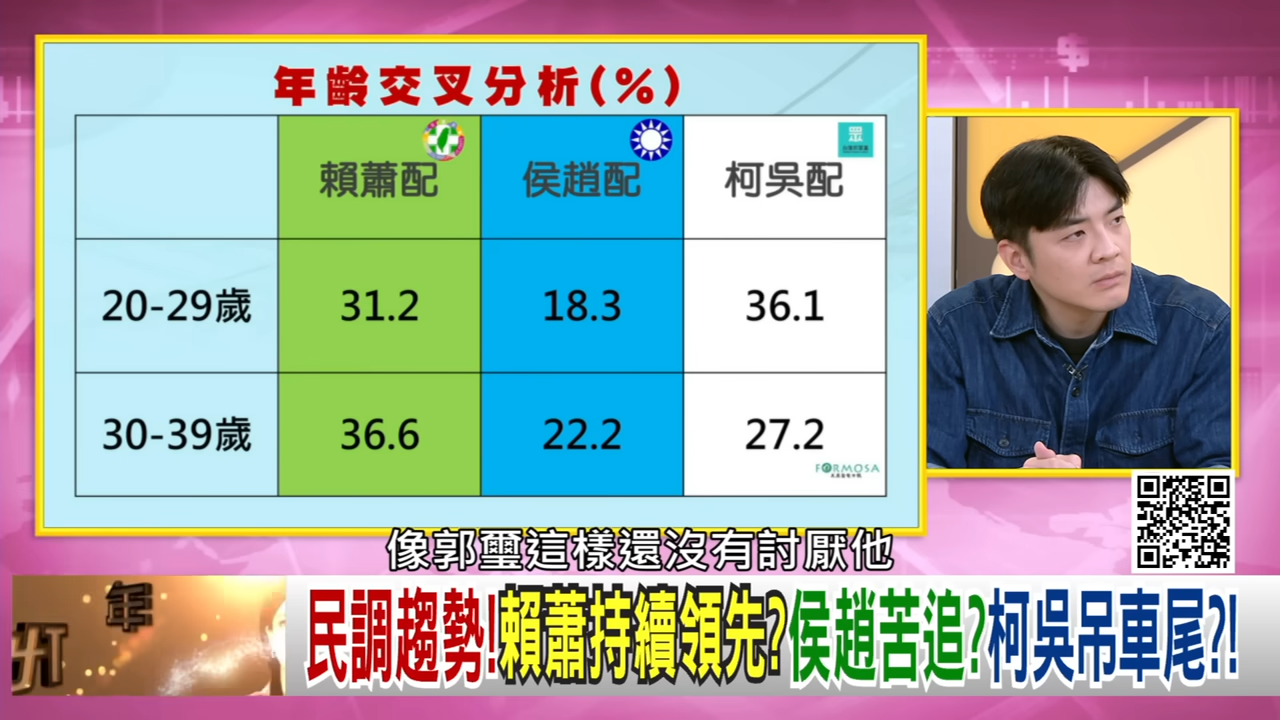 年齡交叉分析(%)
賴蕭配 侯趙配 柯吳配
眾
20-29歲 31.2 18.3 36.1
30-39歲 36.6 22.2 27.2
FORMOSA
像郭璽這樣還沒有討厭他
年
民調趨勢!賴蕭持續領先?侯趙苦追?柯吳吊車尾?!